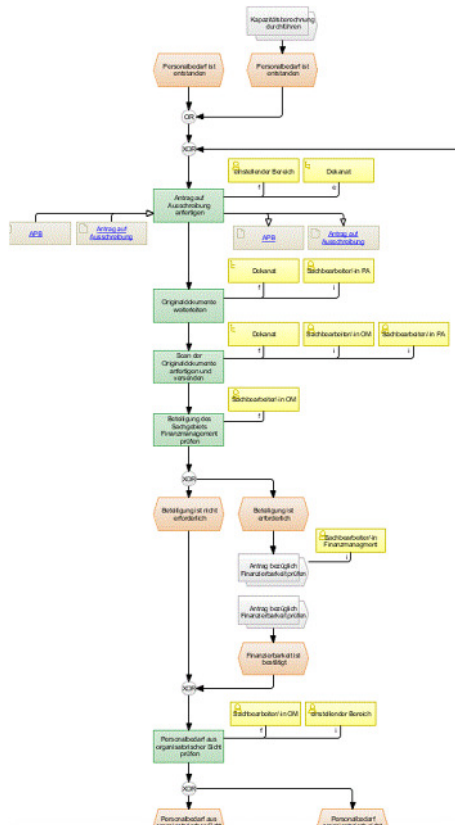 Kapazitätsberechnung
durchführen
Personalbedarf ist
entstanden
Personalbedarf ist
entstanden
OR
XOR
einstellender Bereich
Dekanat
f
e
Antrag auf
Ausschreibung
anfertigen
APB
Antrag auf
Ausschreibung
APB
Antrag auf
Ausschreibung
Dekanat
Sachbearbeiter/in PA
f
i
Originaldokumente
weiterleiten
Dekanat
Sachbearbeiter/in OM
Sachbearbeiter/in PA
f
i
i
Scan der
Originaldokumente
anfertigen und
versenden
Sachbearbeiter/in OM
f
Beteiligung des
Sachgebiets
Finanzmanagement
prüfen
XOR
Beteiligung ist nicht
erforderlich
Beteiligung ist
erforderlich
Sachbearbeiter/in
Finanzmanagment
i
Antrag bezüglich
Finanzierbarkeit prüfen
Antrag bezüglich
Finanzierbarkeit prüfen
Finanzierbarkeit ist
bestätigt
XOR
Sachbearbeiter/in OM
einstellender Bereich
f
i
Personalbedarf aus
organisatorischer Sicht
prüfen
XOR
Personalbedarf aus
Personalbedarf